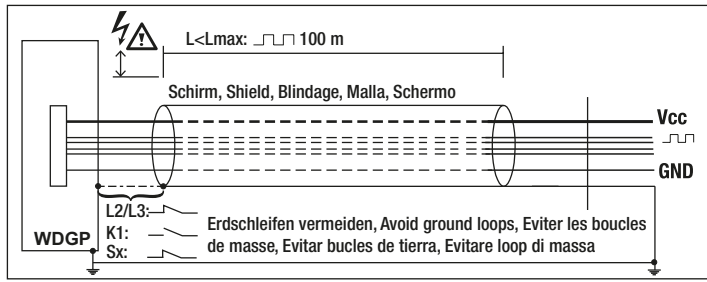 L<Lmax: 100 m
Schirm, Shield, Blindage, Malla, Schermo
Vcc
GND
L2/L3:
K1:
Sx:
Erdschleifen vermeiden, Avoid ground loops, Eviter les boucles
de masse, Evitar bucles de tierra, Evitare loop di massa
WDGP